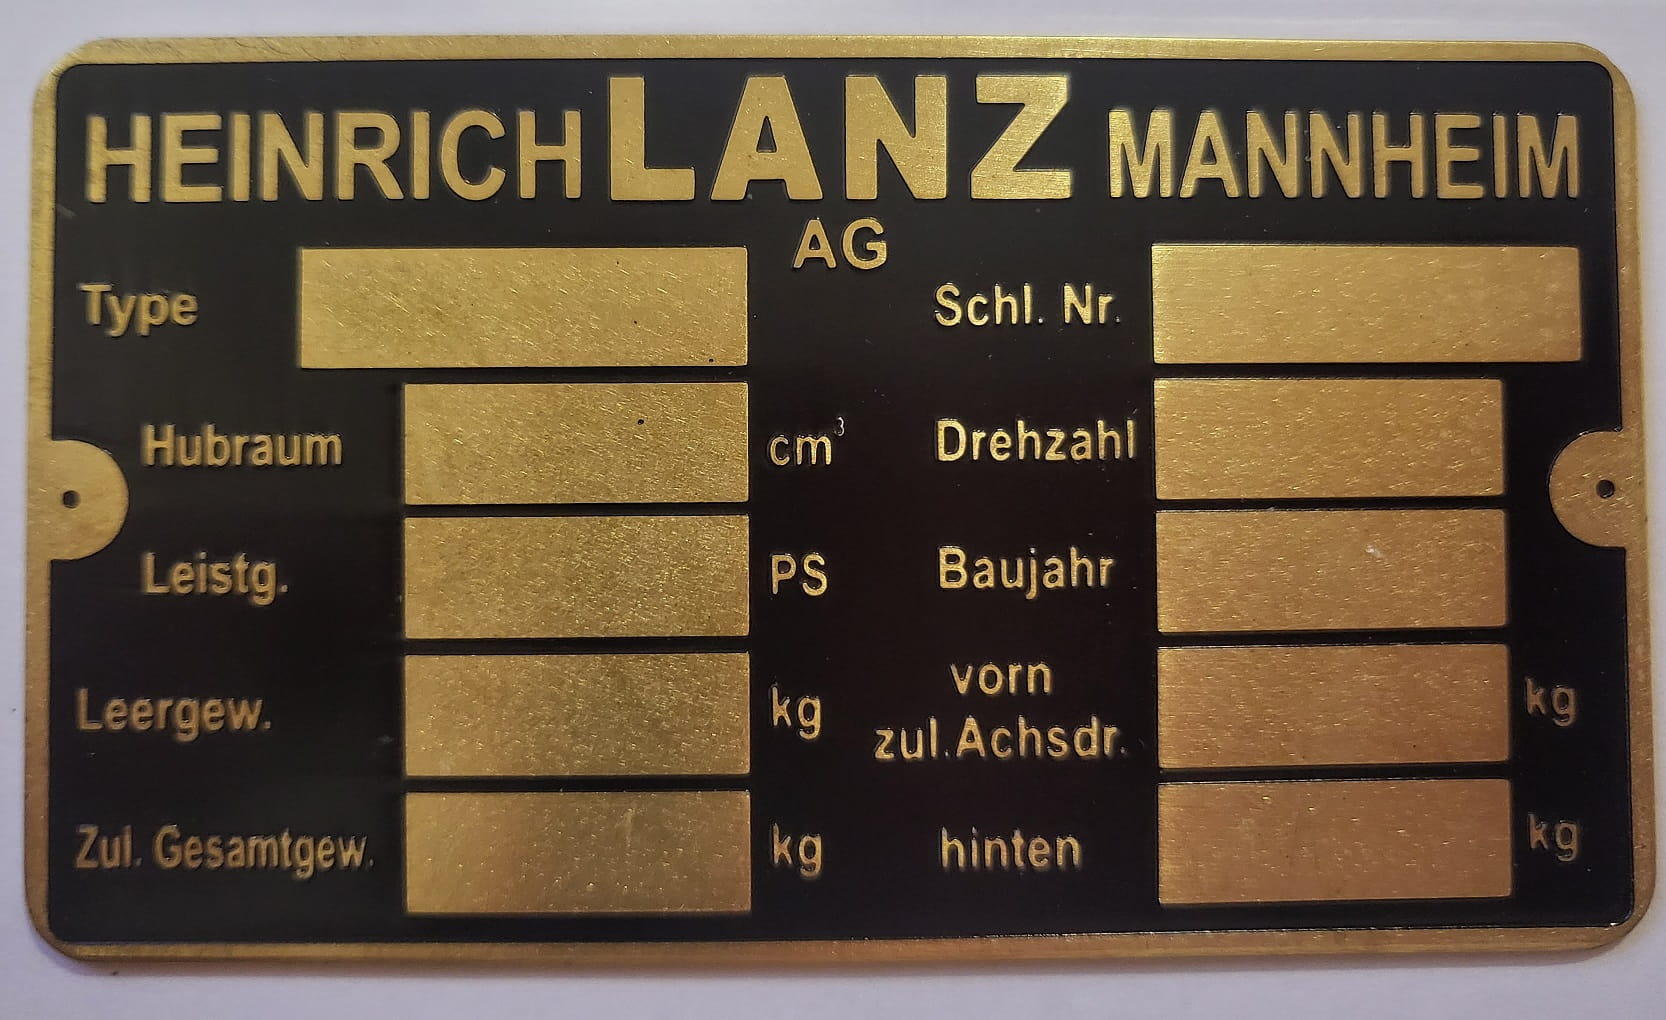 HEINRICH LANZ MANNHEIM
AG
Type
Schl. Nr.
Hubraum cm³
Drehzahl
Leistg. PS
Baujahr
Leergew. kg
vorn
zul. Achsdr. kg
Zul. Gesamtgew. kg
hinten kg